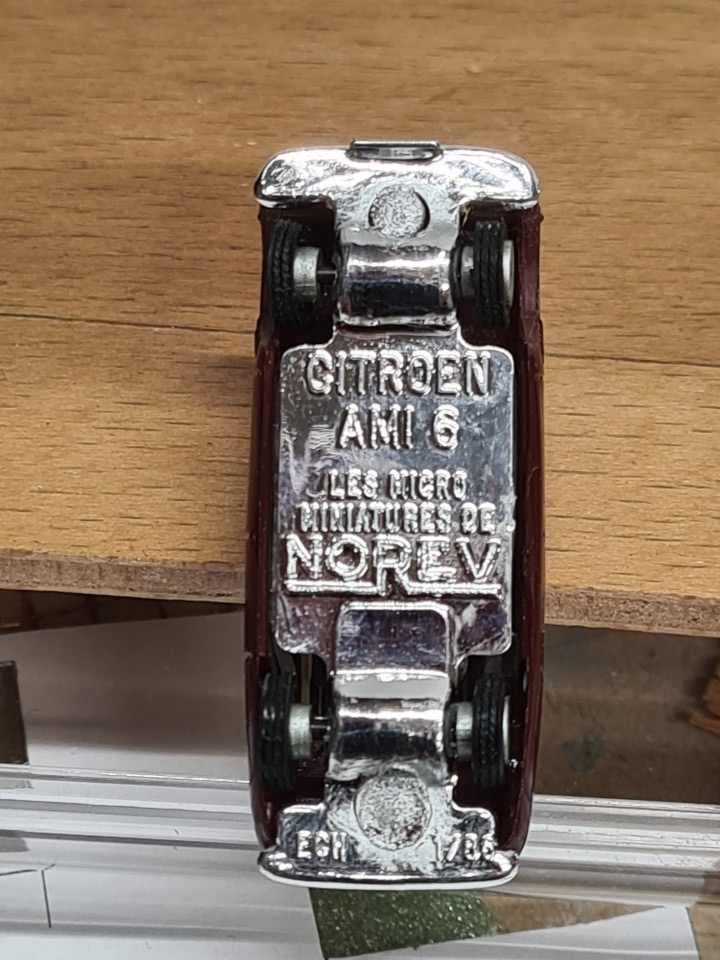 CITROEN
AMI 6
LES MICRO
MINIATURES DE
NOREV
ECH 1/86